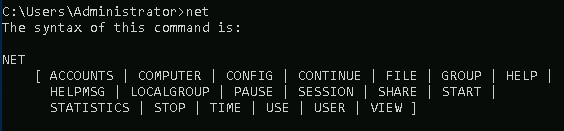 C:\Users\Administrator>net
The syntax of this command is:
NET
[ ACCOUNTS | COMPUTER | CONFIG | CONTINUE | FILE | GROUP | HELP |
HELPMSG | LOCALGROUP | PAUSE | SESSION | SHARE | START |
STATISTICS | STOP | TIME | USE | USER | VIEW ]